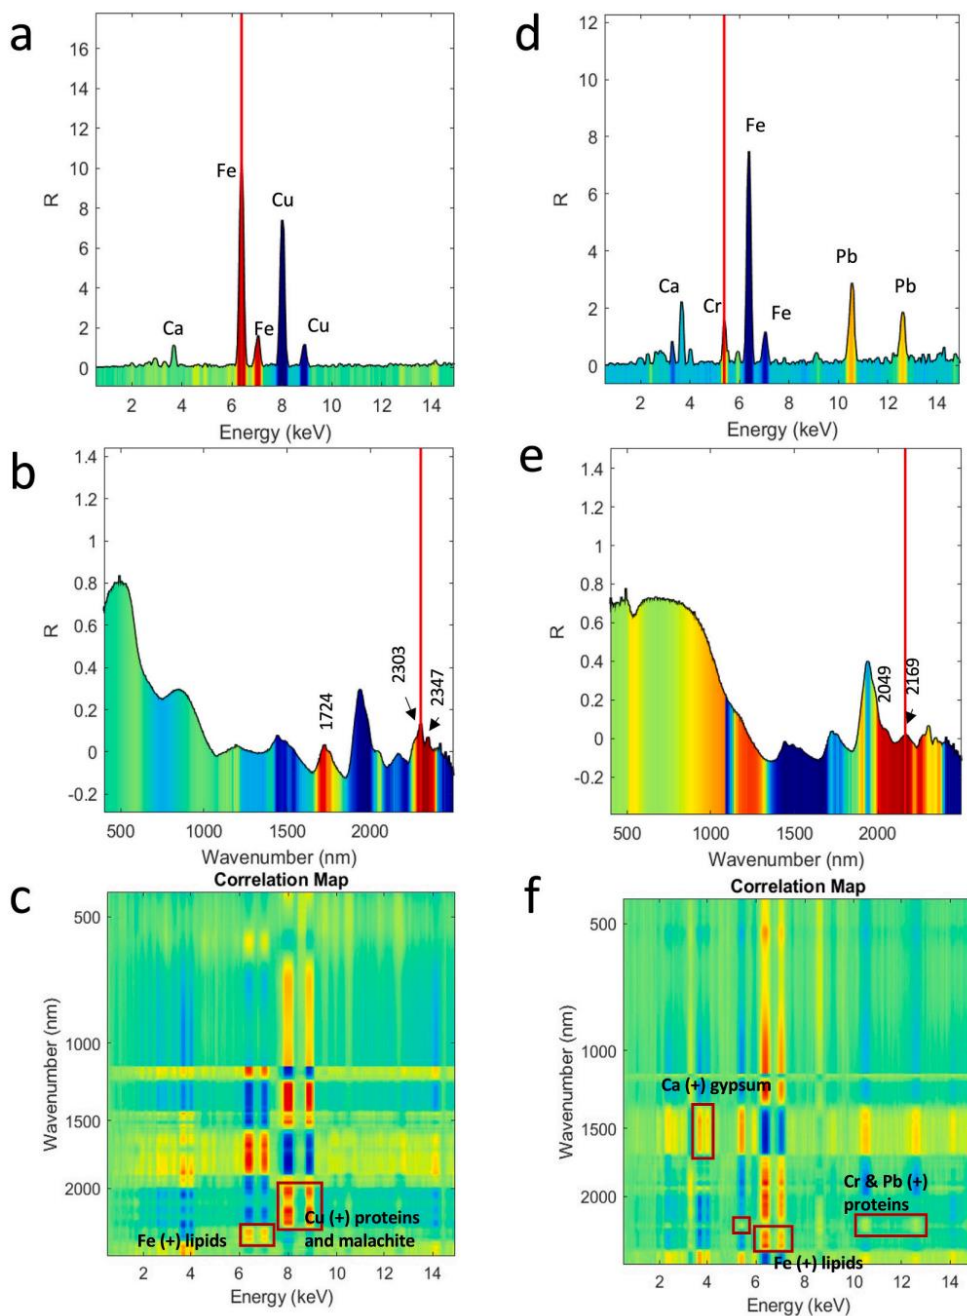 a
16
14
12
10
8
6
4
2
0
R
Fe
Cu
Ca
Fe
Cu
2 4 6 8 10 12 14
Energy (keV)
d
12
10
8
6
4
2
0
R
Fe
Ca
Cr
Fe
Pb
Pb
2 4 6 8 10 12 14
Energy (keV)
b
1.4
1.2
1
0.8
0.6
0.4
0.2
0
-0.2
R
1724
2303
2347
500 1000 1500 2000
Wavenumber (nm)
e
1.4
1.2
1
0.8
0.6
0.4
0.2
0
-0.2
R
2049
2169
500 1000 1500 2000
Wavenumber (nm)
c
Correlation Map
500
1000
1500
2000
Wavenumber (nm)
Cu (+) proteins
and malachite
Fe (+) lipids
2 4 6 8 10 12 14
Energy (keV)
f
Correlation Map
500
1000
1500
2000
Wavenumber (nm)
Ca (+) gypsum
Cr & Pb (+)
proteins
Fe (+) lipids
2 4 6 8 10 12 14
Energy (keV)